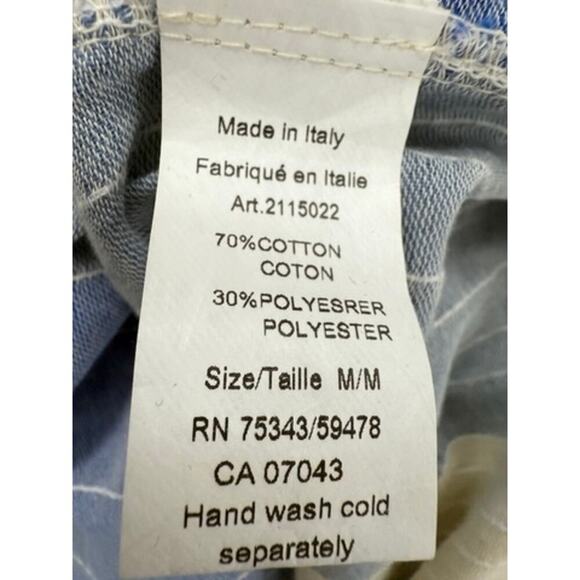 Made in Italy
Fabriqué en Italie
Art.2115022
70%COTTON
COTON
30%POLYESRER
POLYESTER
Size/Taille M/M
RN 75343/59478
CA 07043
Hand wash cold
separately